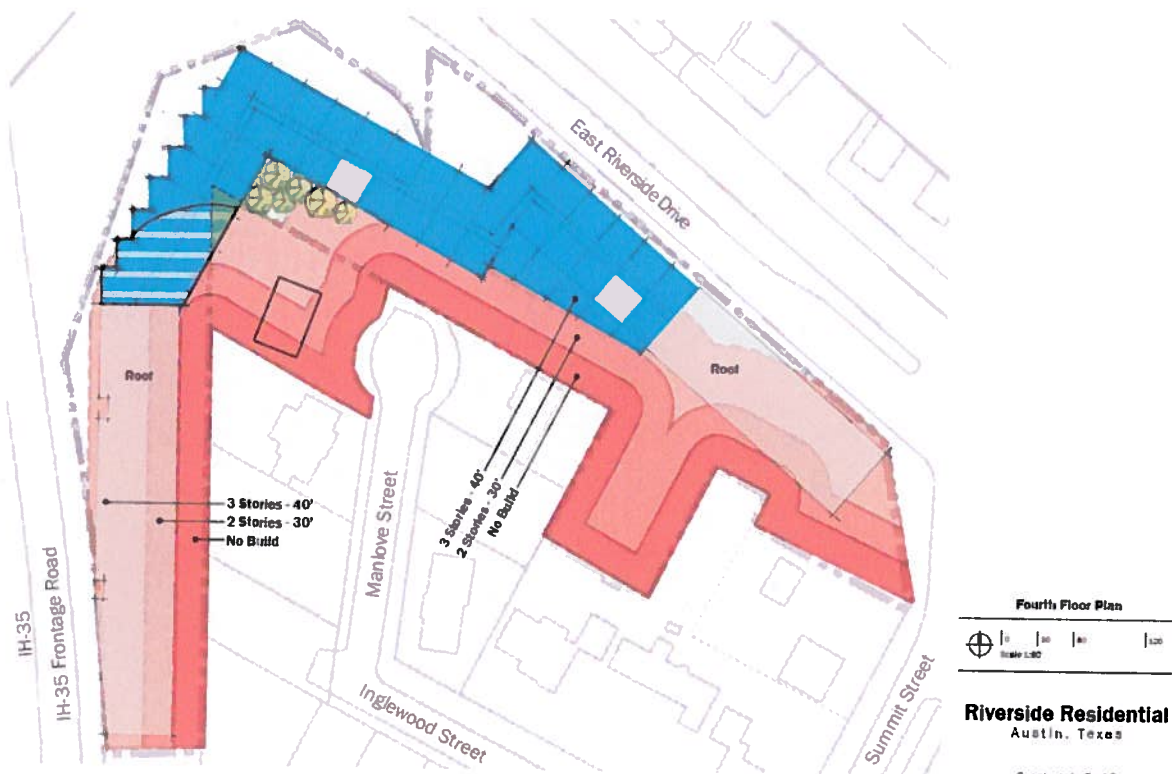 East Riverside Drive
Roof
Roof
3 Stories - 40'
2 Stories - 30'
No Build
3 Stories - 40'
2 Stories - 30'
No Build
Manlove Street
IH-35
IH-35 Frontage Road
Inglewood Street
Summit Street
Fourth Floor Plan
0
120
Riverside Residential
Austin, Texas